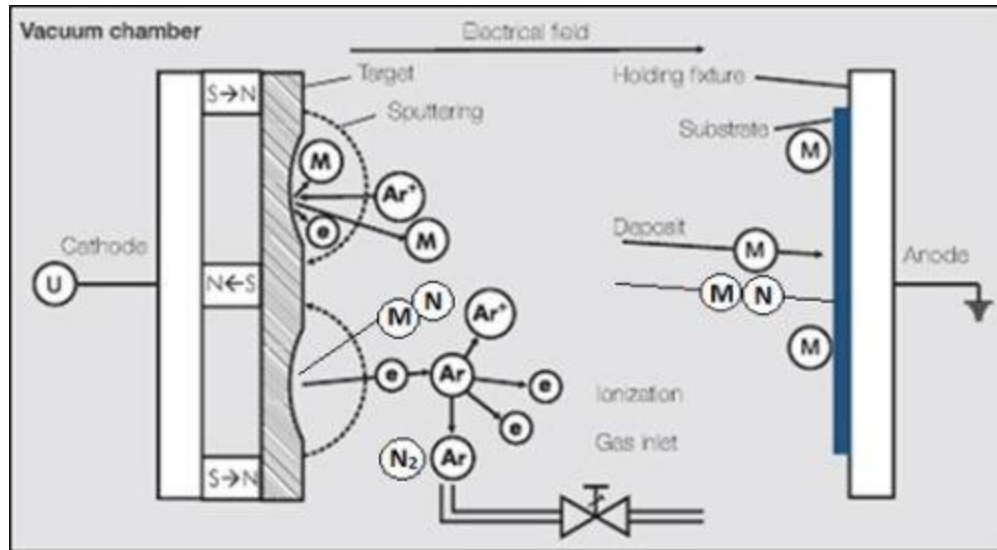 Vacuum chamber
Electrical field
Target
Sputtering
Holding fixture
Substrate
S→N
M
M
Ar⁺
e
M
Deposit
M
Cathode
Anode
U
N←S
M N
M N
Ar⁺
M
e
Ar
e
e
Ionization
Gas inlet
N₂
Ar
S→N